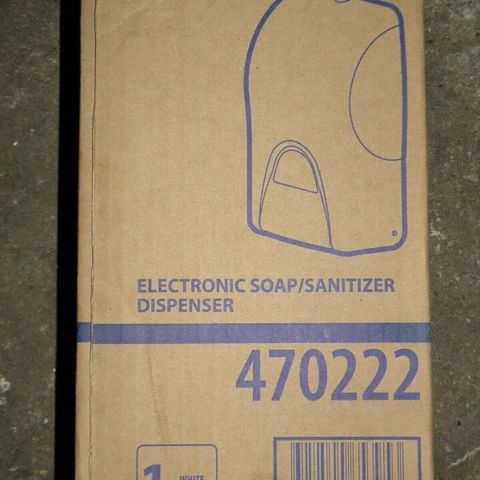 ELECTRONIC SOAP/SANITIZER
DISPENSER
470222
1 WHITE